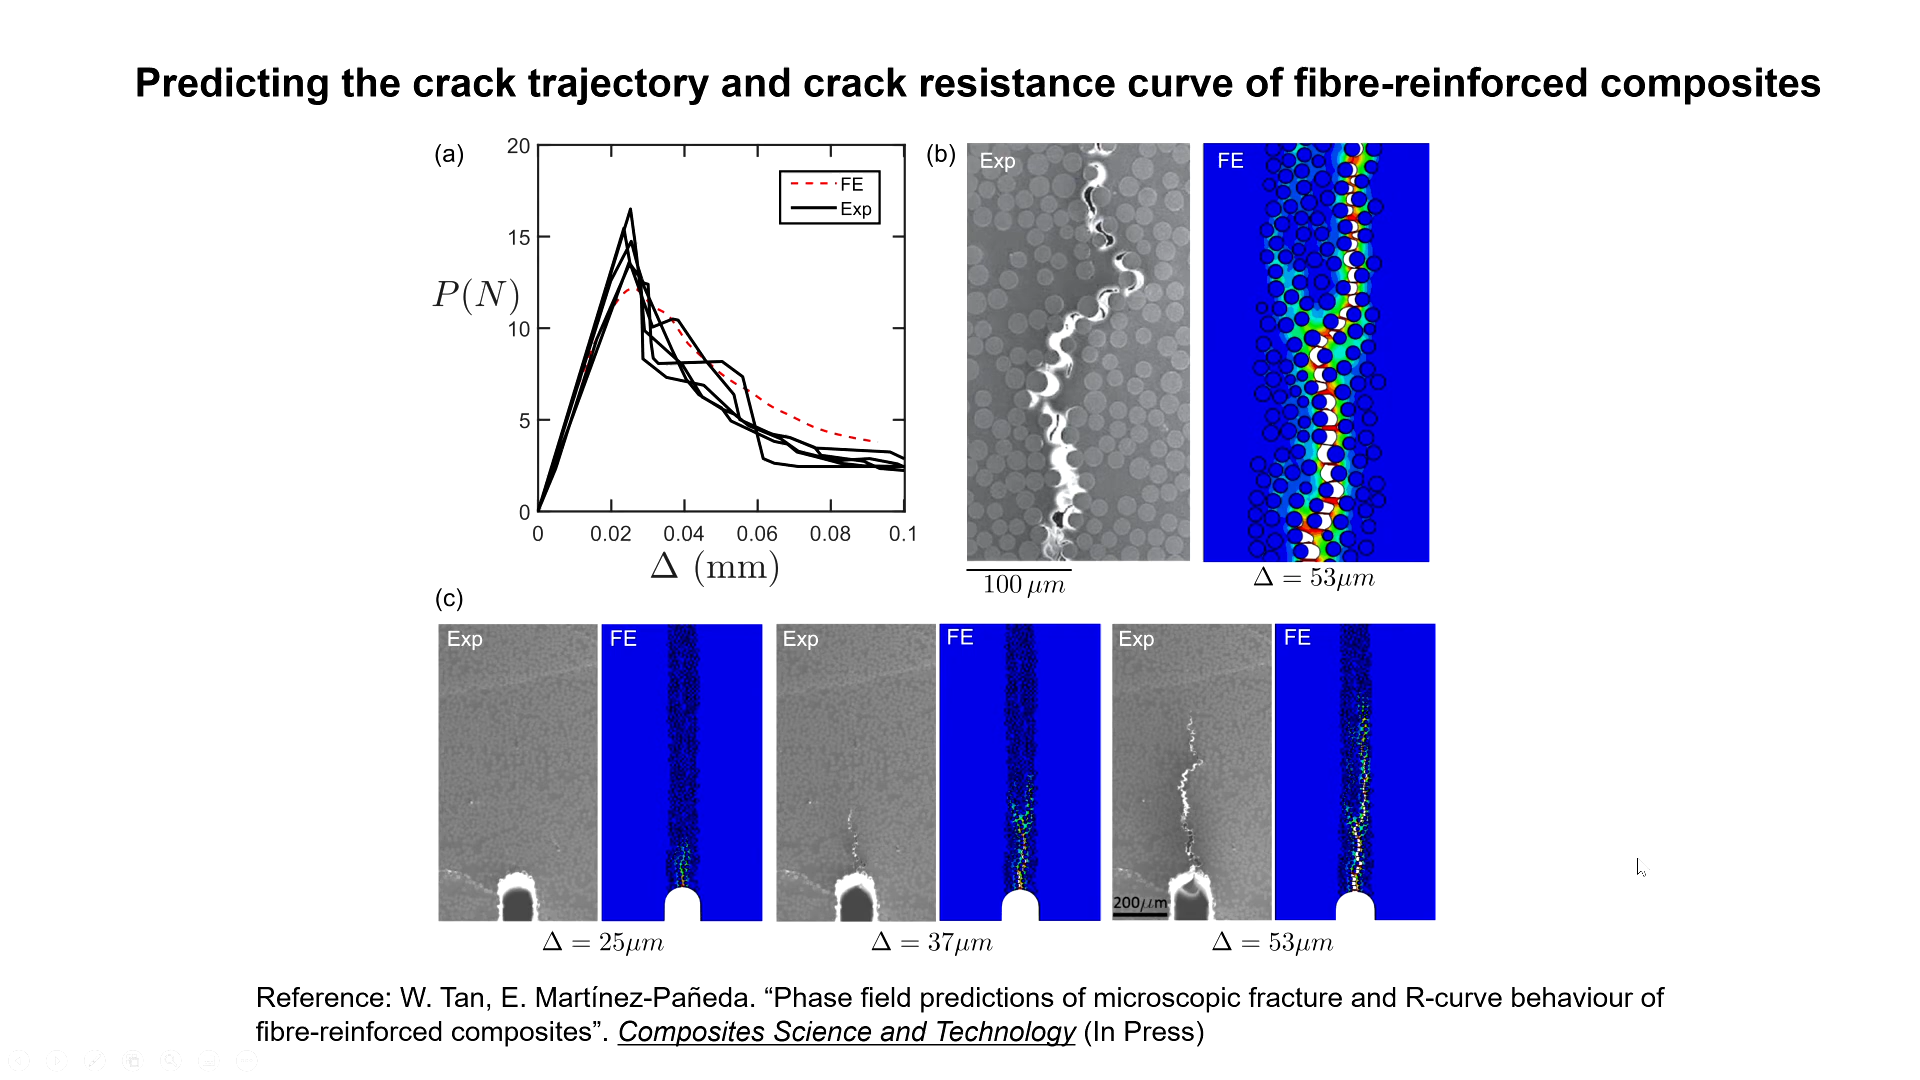 Predicting the crack trajectory and crack resistance curve of fibre-reinforced composites
(a)
20
15
10
5
0
P(N)
FE
Exp
0 0.02 0.04 0.06 0.08 0.1
Δ (mm)
(b)
Exp
FE
100 μm
Δ = 53μm
(c)
Exp
FE
Exp
FE
Exp
FE
200μm
Δ = 25μm
Δ = 37μm
Δ = 53μm
Reference: W. Tan, E. Martínez-Pañeda. “Phase field predictions of microscopic fracture and R-curve behaviour of
fibre-reinforced composites”. Composites Science and Technology (In Press)